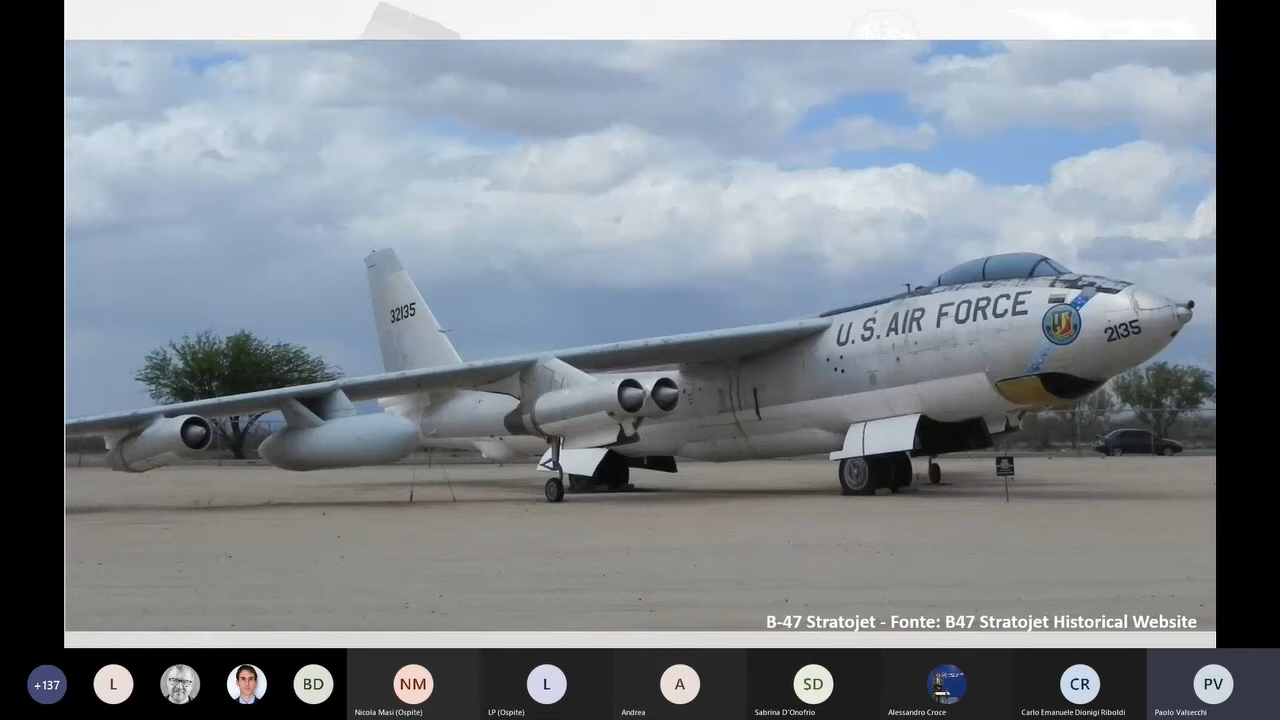 32135
U.S. AIR FORCE
2135
B-47 Stratojet - Fonte: B47 Stratojet Historical Website
+137
L
BD
NM
L
A
SD
CR
PV
Nicola Masi (Ospite)
LP (Ospite)
Andrea
Sabrina D'Onofrio
Alessandro Croce
Carlo Emanuele Dionigi Riboldi
Paolo Valsecchi